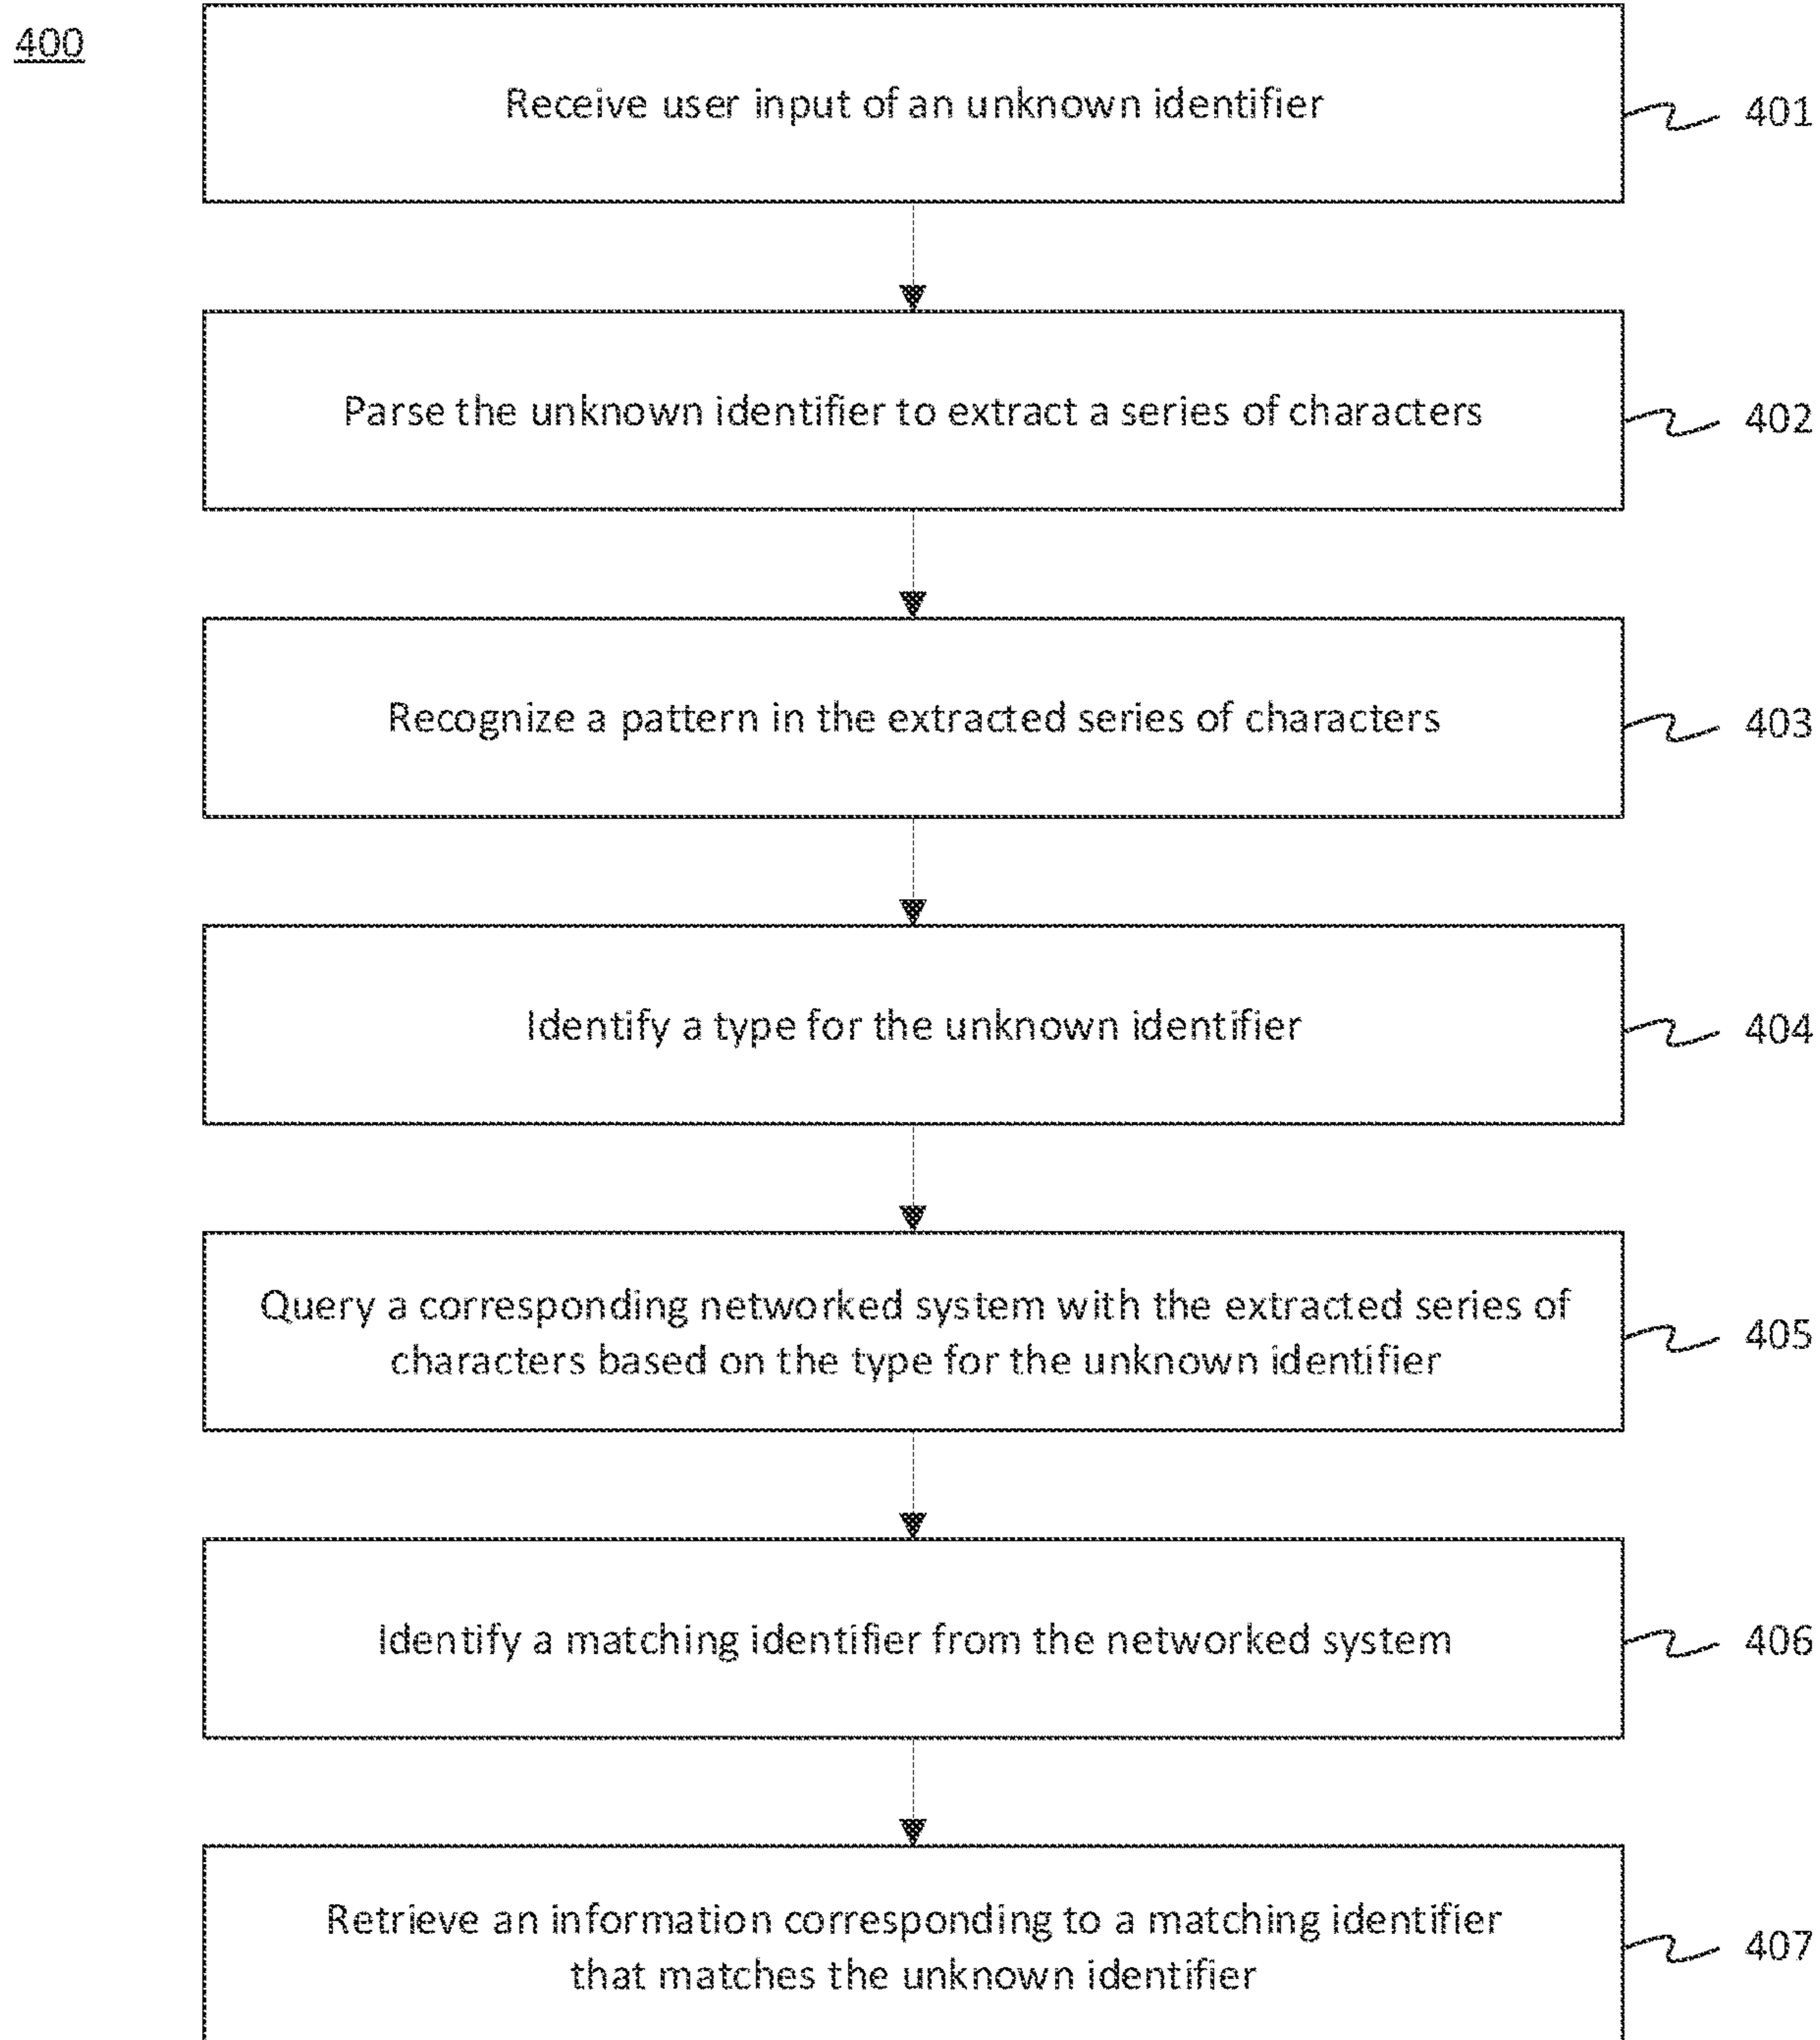 400
Receive user input of an unknown identifier
401
Parse the unknown identifier to extract a series of characters
402
Recognize a pattern in the extracted series of characters
403
Identify a type for the unknown identifier
404
Query a corresponding networked system with the extracted series of
characters based on the type for the unknown identifier
405
Identify a matching identifier from the networked system
406
Retrieve an information corresponding to a matching identifier
that matches the unknown identifier
407